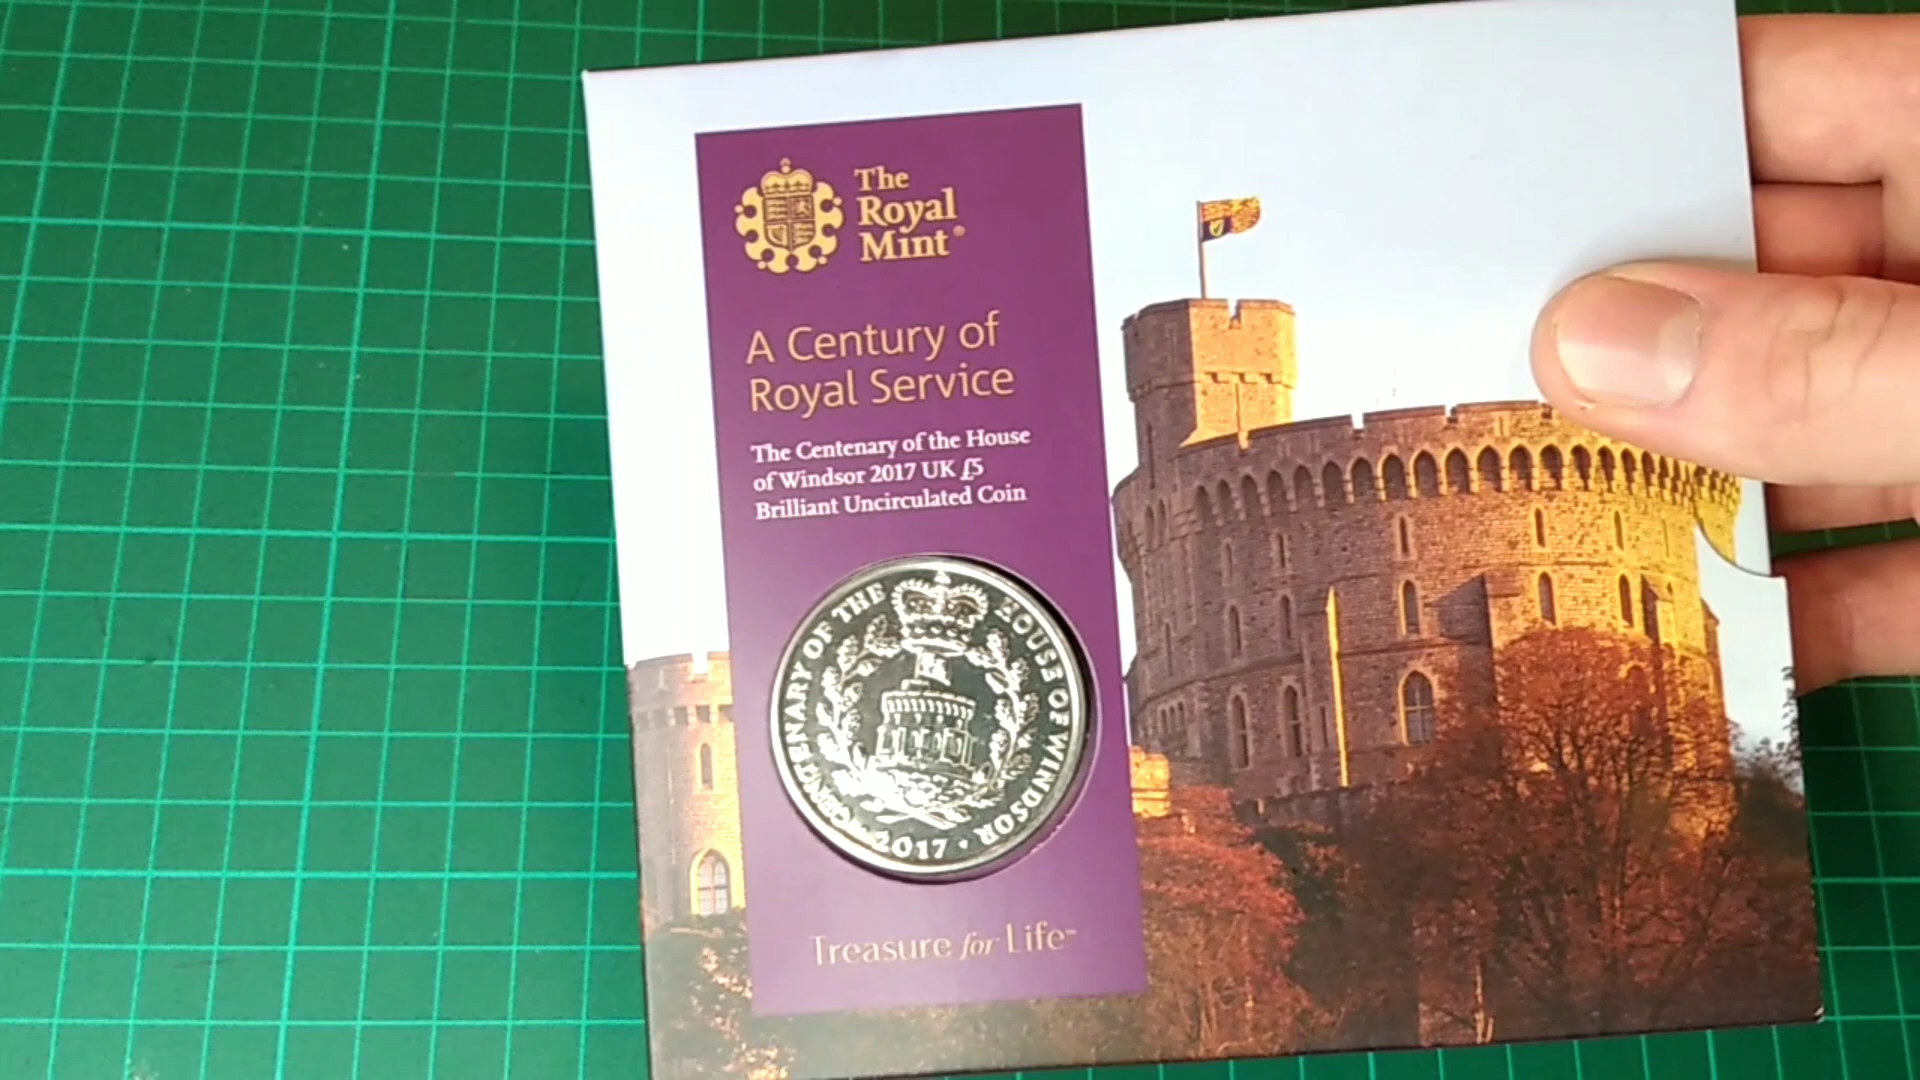 The
Royal
Mint®
A Century of
Royal Service
The Centenary of the House
of Windsor 2017 UK £5
Brilliant Uncirculated Coin
CENTENARY OF THE HOUSE OF WINDSOR · 2017 ·
Treasure for Life™